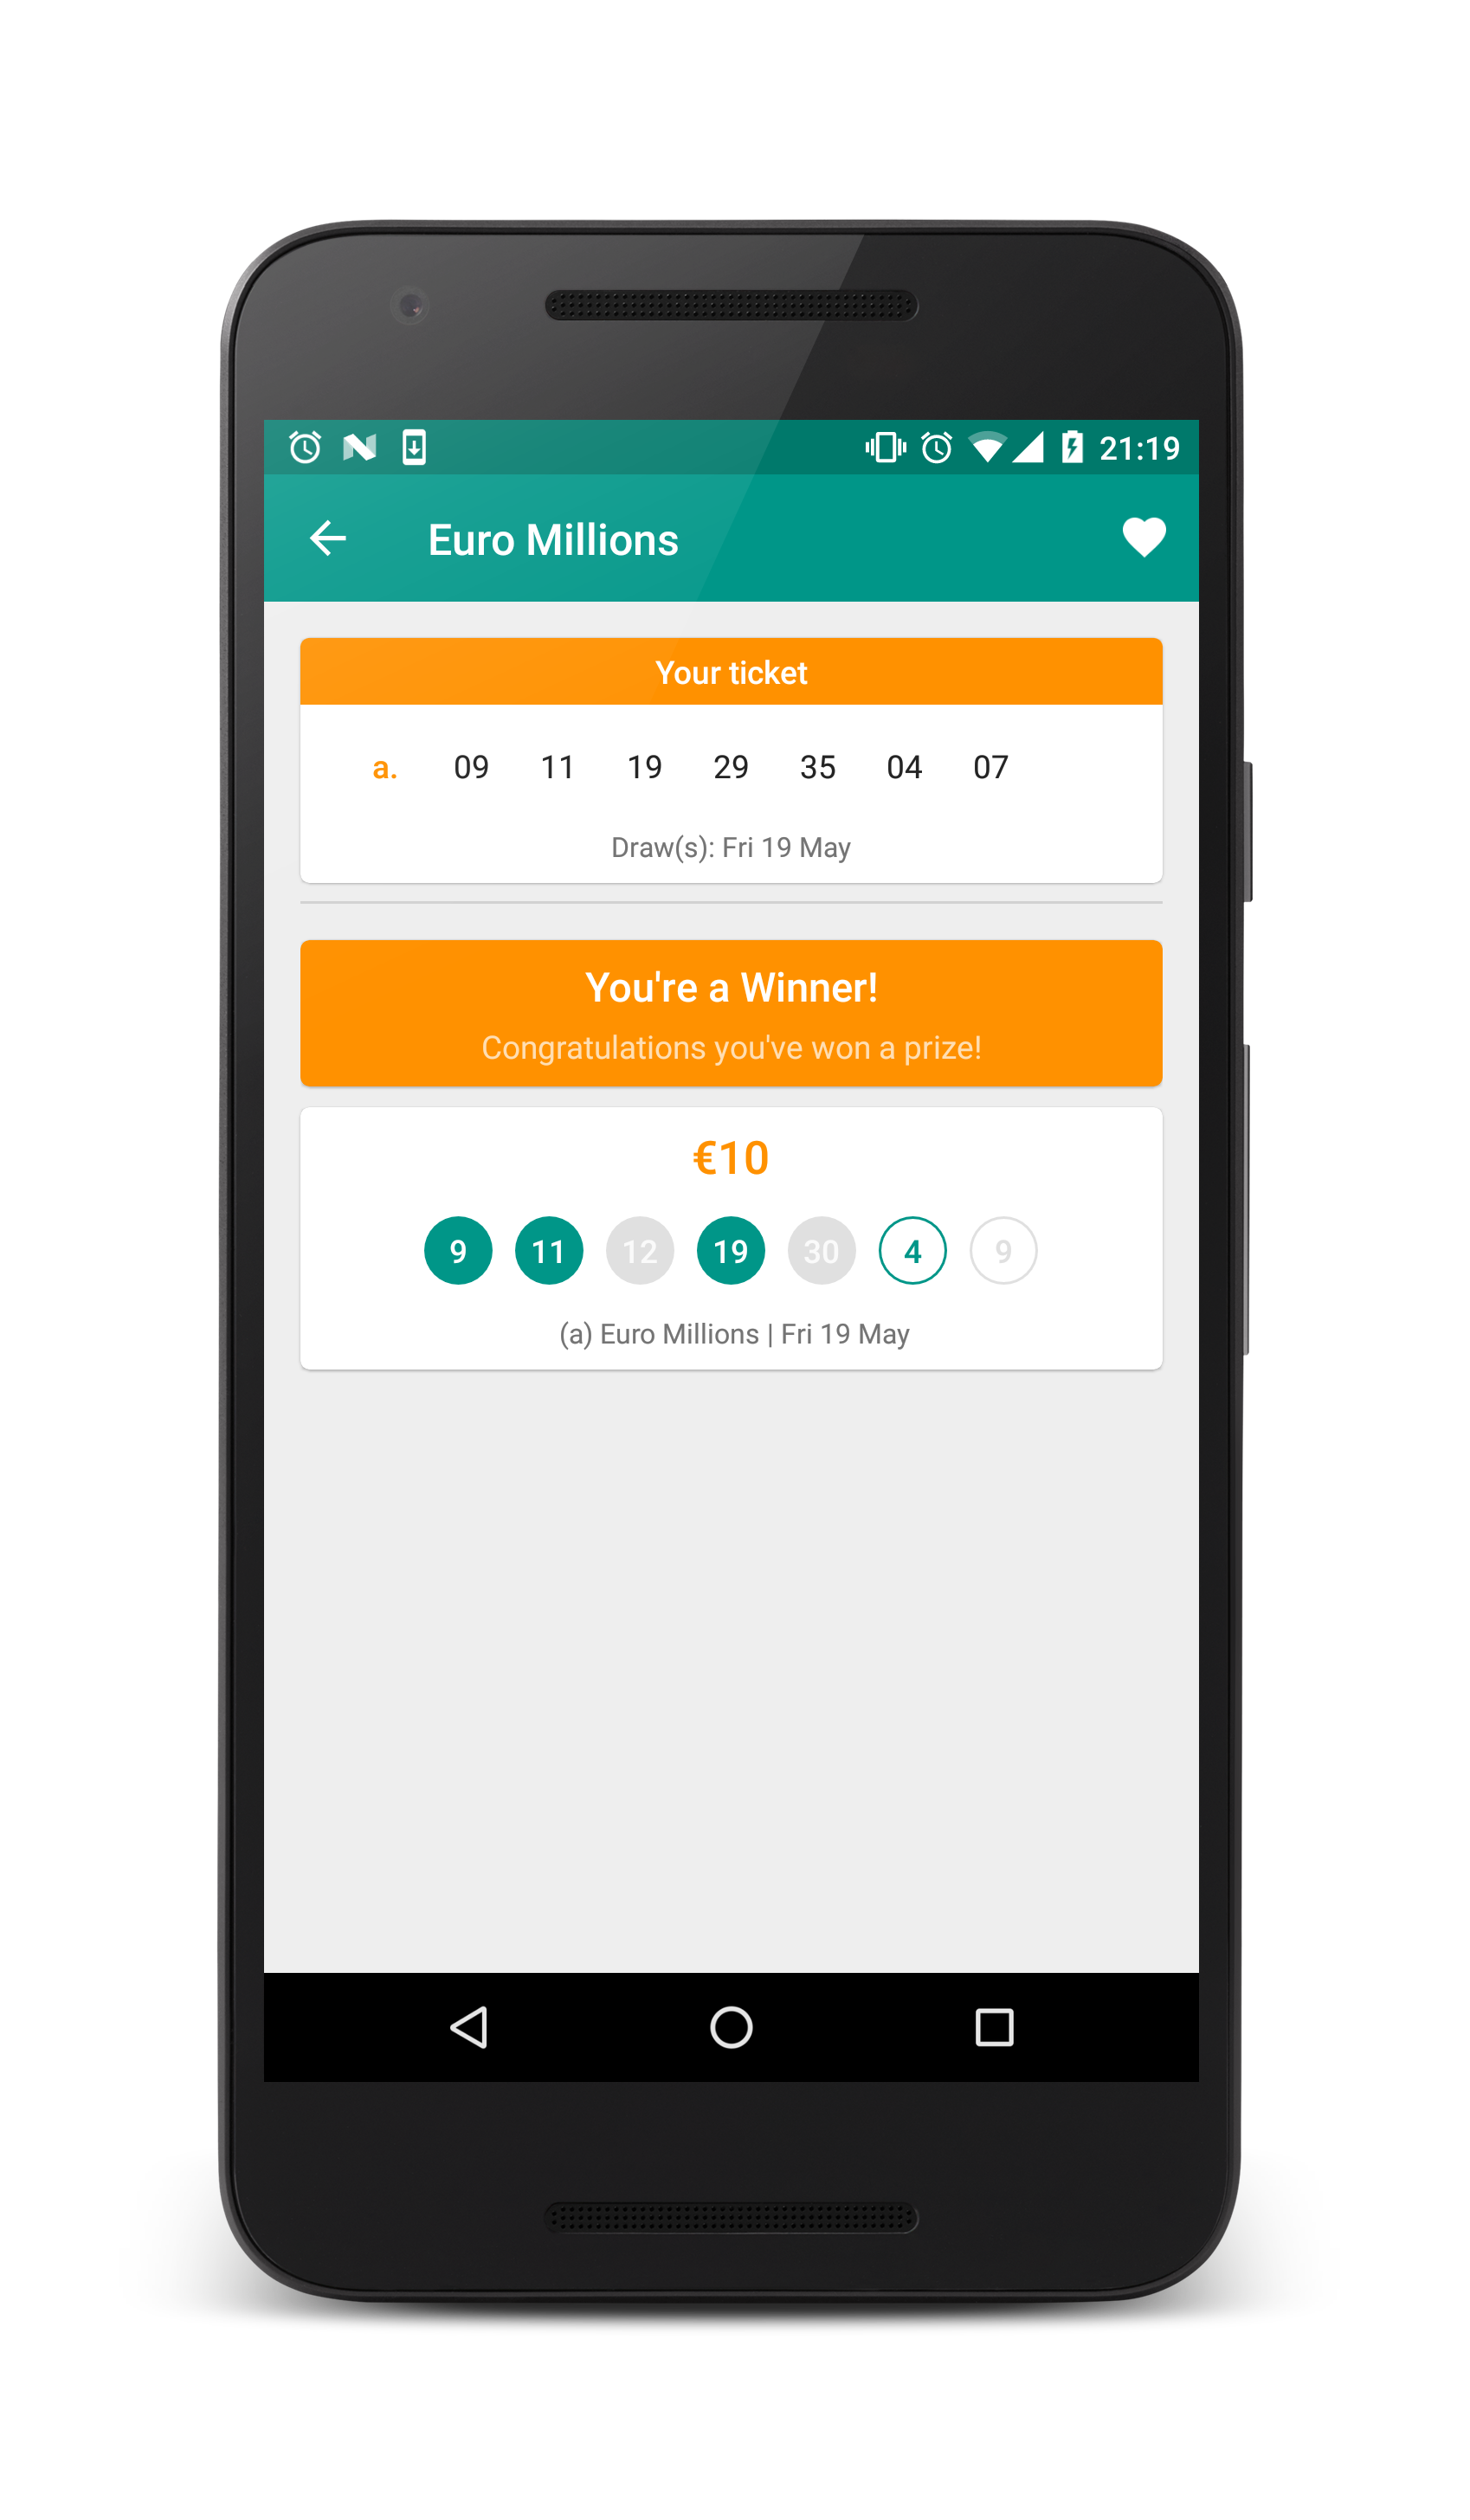 21:19
Euro Millions
Your ticket
a. 09 11 19 29 35 04 07
Draw(s): Fri 19 May
You're a Winner!
Congratulations you've won a prize!
€10
9 11 12 19 30 4 9
(a) Euro Millions | Fri 19 May